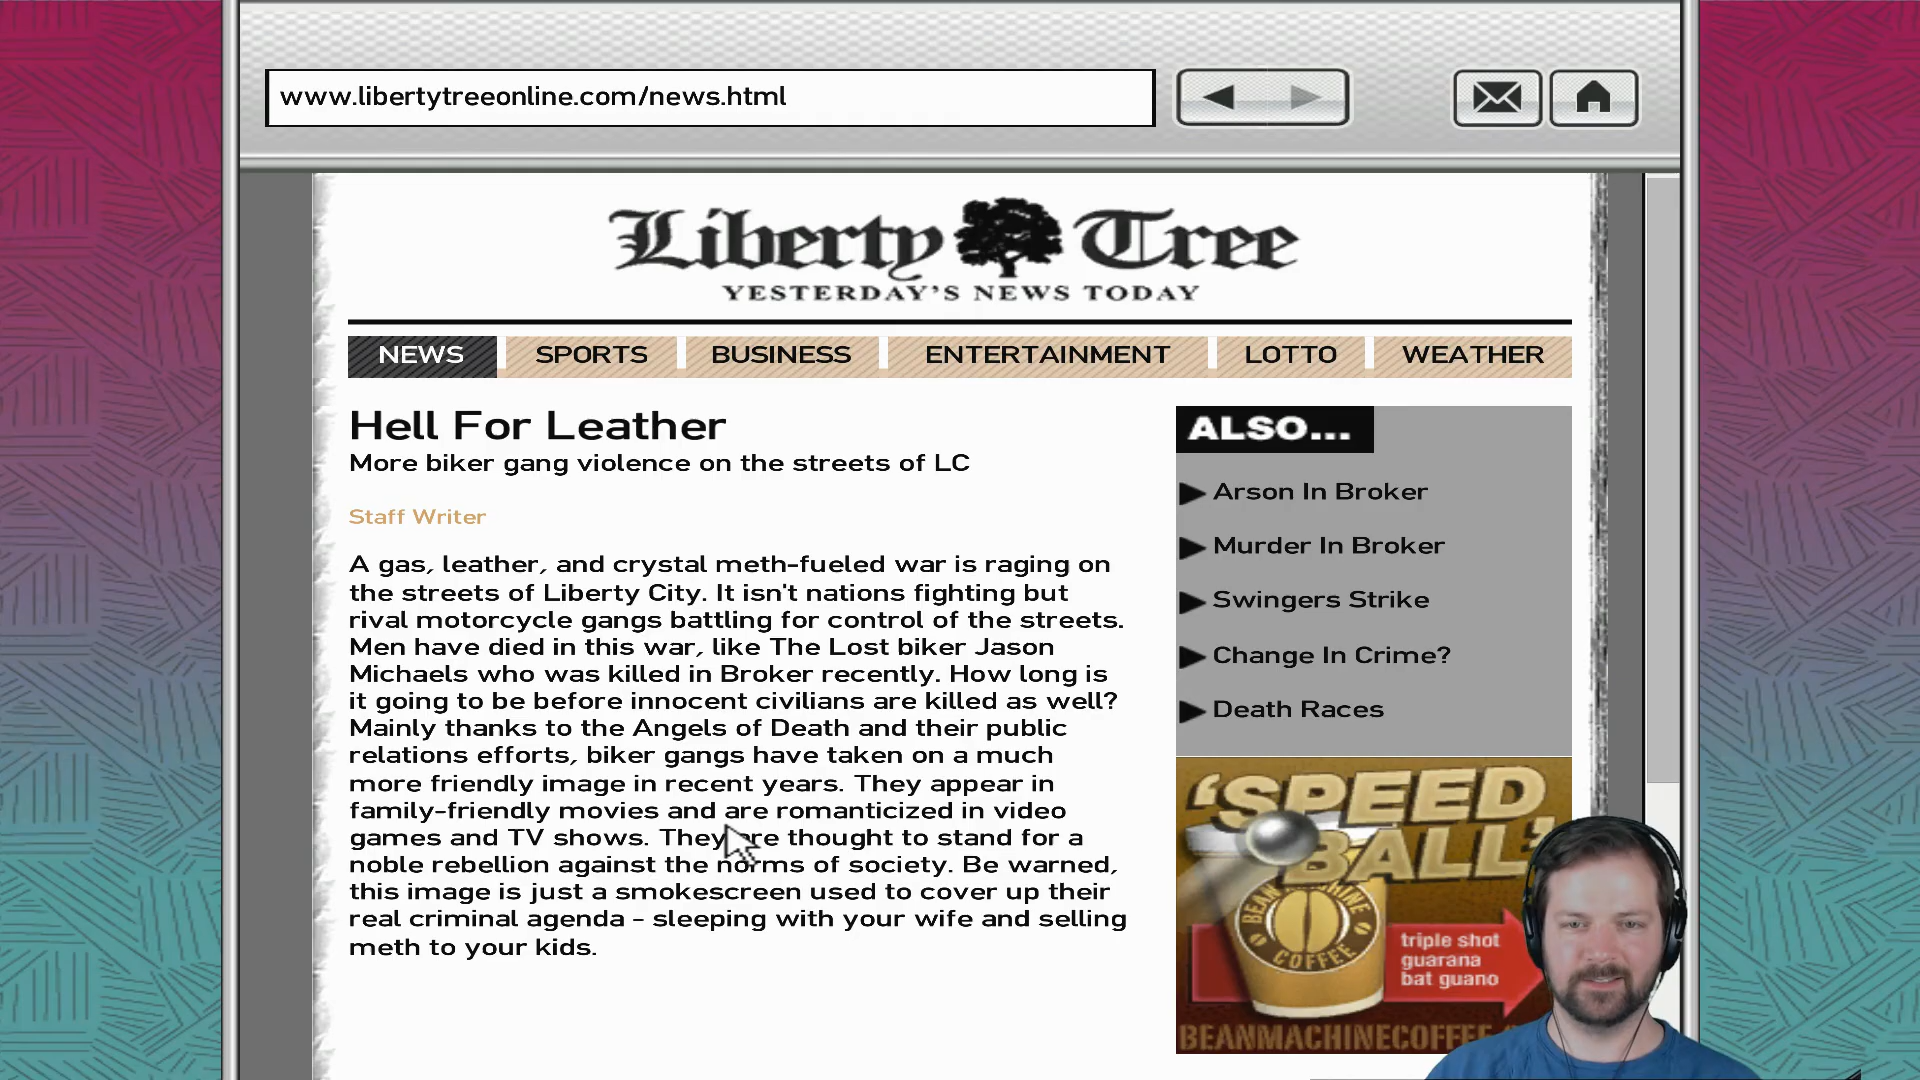 www.libertytreeonline.com/news.html
Liberty Tree
YESTERDAY'S NEWS TODAY
NEWS SPORTS BUSINESS ENTERTAINMENT LOTTO WEATHER
Hell For Leather
More biker gang violence on the streets of LC
Staff Writer
A gas, leather, and crystal meth-fueled war is raging on
the streets of Liberty City. It isn't nations fighting but
rival motorcycle gangs battling for control of the streets.
Men have died in this war, like The Lost biker Jason
Michaels who was killed in Broker recently. How long is
it going to be before innocent civilians are killed as well?
Mainly thanks to the Angels of Death and their public
relations efforts, biker gangs have taken on a much
more friendly image in recent years. They appear in
family-friendly movies and are romanticized in video
games and TV shows. They are thought to stand for a
noble rebellion against the norms of society. Be warned,
this image is just a smokescreen used to cover up their
real criminal agenda - sleeping with your wife and selling
meth to your kids.
ALSO...
Arson In Broker
Murder In Broker
Swingers Strike
Change In Crime?
Death Races
'SPEED
BALL'
BEAN MACHINE
COFFEE
triple shot
guarana
bat guano
BEANMACHINECOFFEE